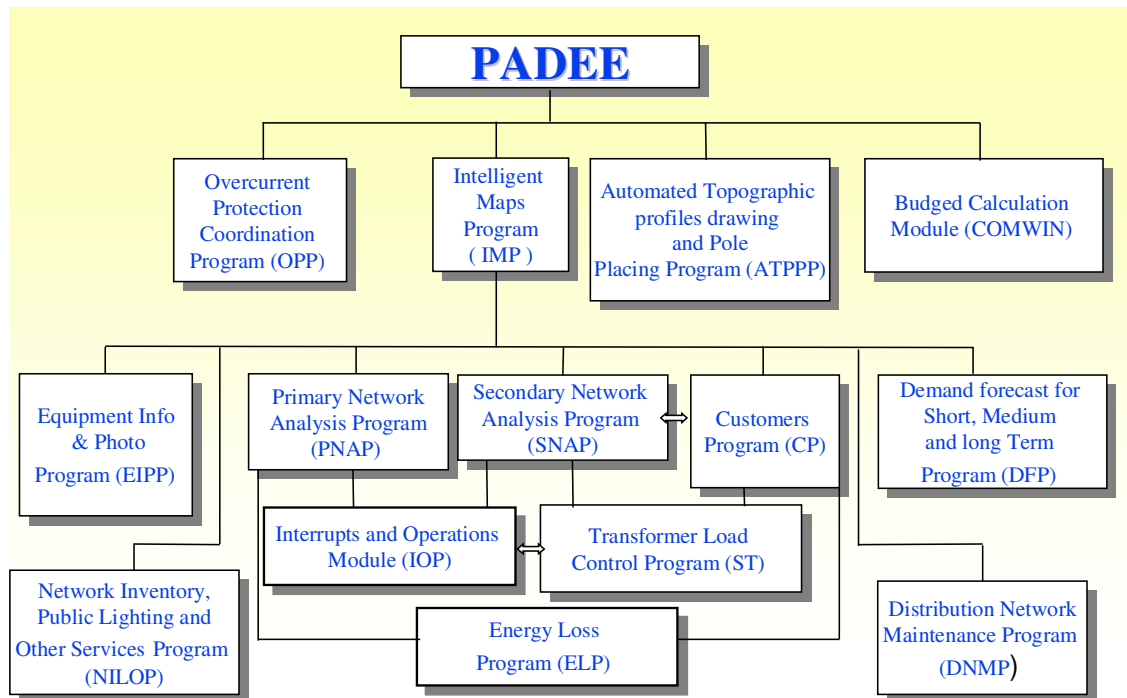 PADEE
Overcurrent
Protection
Coordination
Program (OPP)
Intelligent
Maps
Program
( IMP )
Automated Topographic
profiles drawing
and Pole
Placing Program (ATPPP)
Budged Calculation
Module (COMWIN)
Equipment Info
& Photo
Program (EIPP)
Primary Network
Analysis Program
(PNAP)
Secondary Network
Analysis Program
(SNAP)
Customers
Program (CP)
Demand forecast for
Short, Medium
and long Term
Program (DFP)
Interrupts and Operations
Module (IOP)
Transformer Load
Control Program (ST)
Network Inventory,
Public Lighting and
Other Services Program
(NILOP)
Energy Loss
Program (ELP)
Distribution Network
Maintenance Program
(DNMP)